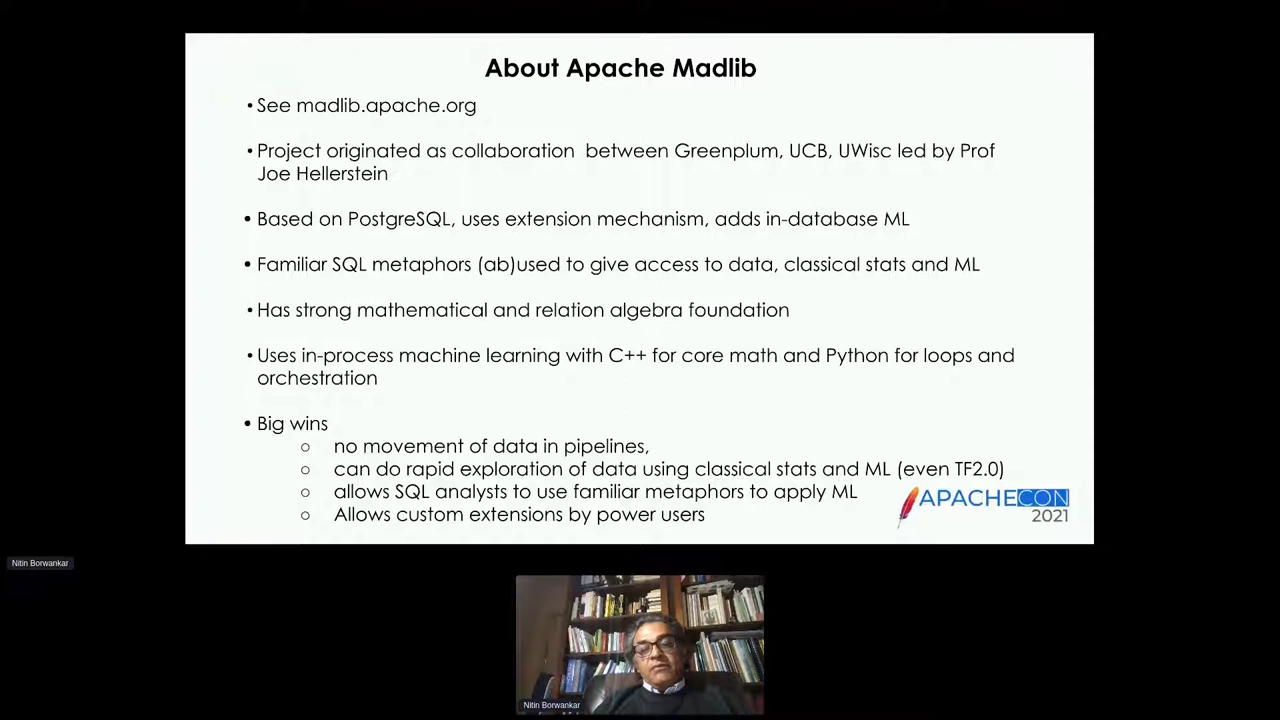 About Apache Madlib
• See madlib.apache.org
• Project originated as collaboration between Greenplum, UCB, UWisc led by Prof
Joe Hellerstein
• Based on PostgreSQL, uses extension mechanism, adds in-database ML
• Familiar SQL metaphors (ab)used to give access to data, classical stats and ML
• Has strong mathematical and relation algebra foundation
• Uses in-process machine learning with C++ for core math and Python for loops and
orchestration
• Big wins
○ no movement of data in pipelines,
○ can do rapid exploration of data using classical stats and ML (even TF2.0)
○ allows SQL analysts to use familiar metaphors to apply ML
○ Allows custom extensions by power users
APACHECON
2021
Nitin Borwankar
Nitin Borwankar